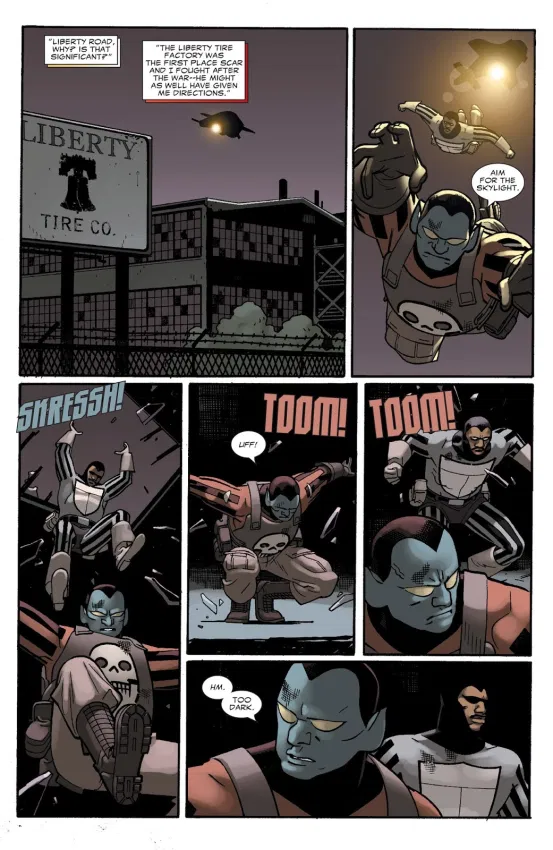 "LIBERTY ROAD,
WHY? IS THAT
SIGNIFICANT?"
"THE LIBERTY TIRE
FACTORY WAS
THE FIRST PLACE SCAR
AND I FOUGHT AFTER
THE WAR--HE MIGHT
AS WELL HAVE GIVEN
ME DIRECTIONS."
LIBERTY
TIRE CO.
AIM
FOR THE
SKYLIGHT.
SKRESSH!
TOOM!
UFF!
TOOM!
HM.
TOO
DARK.